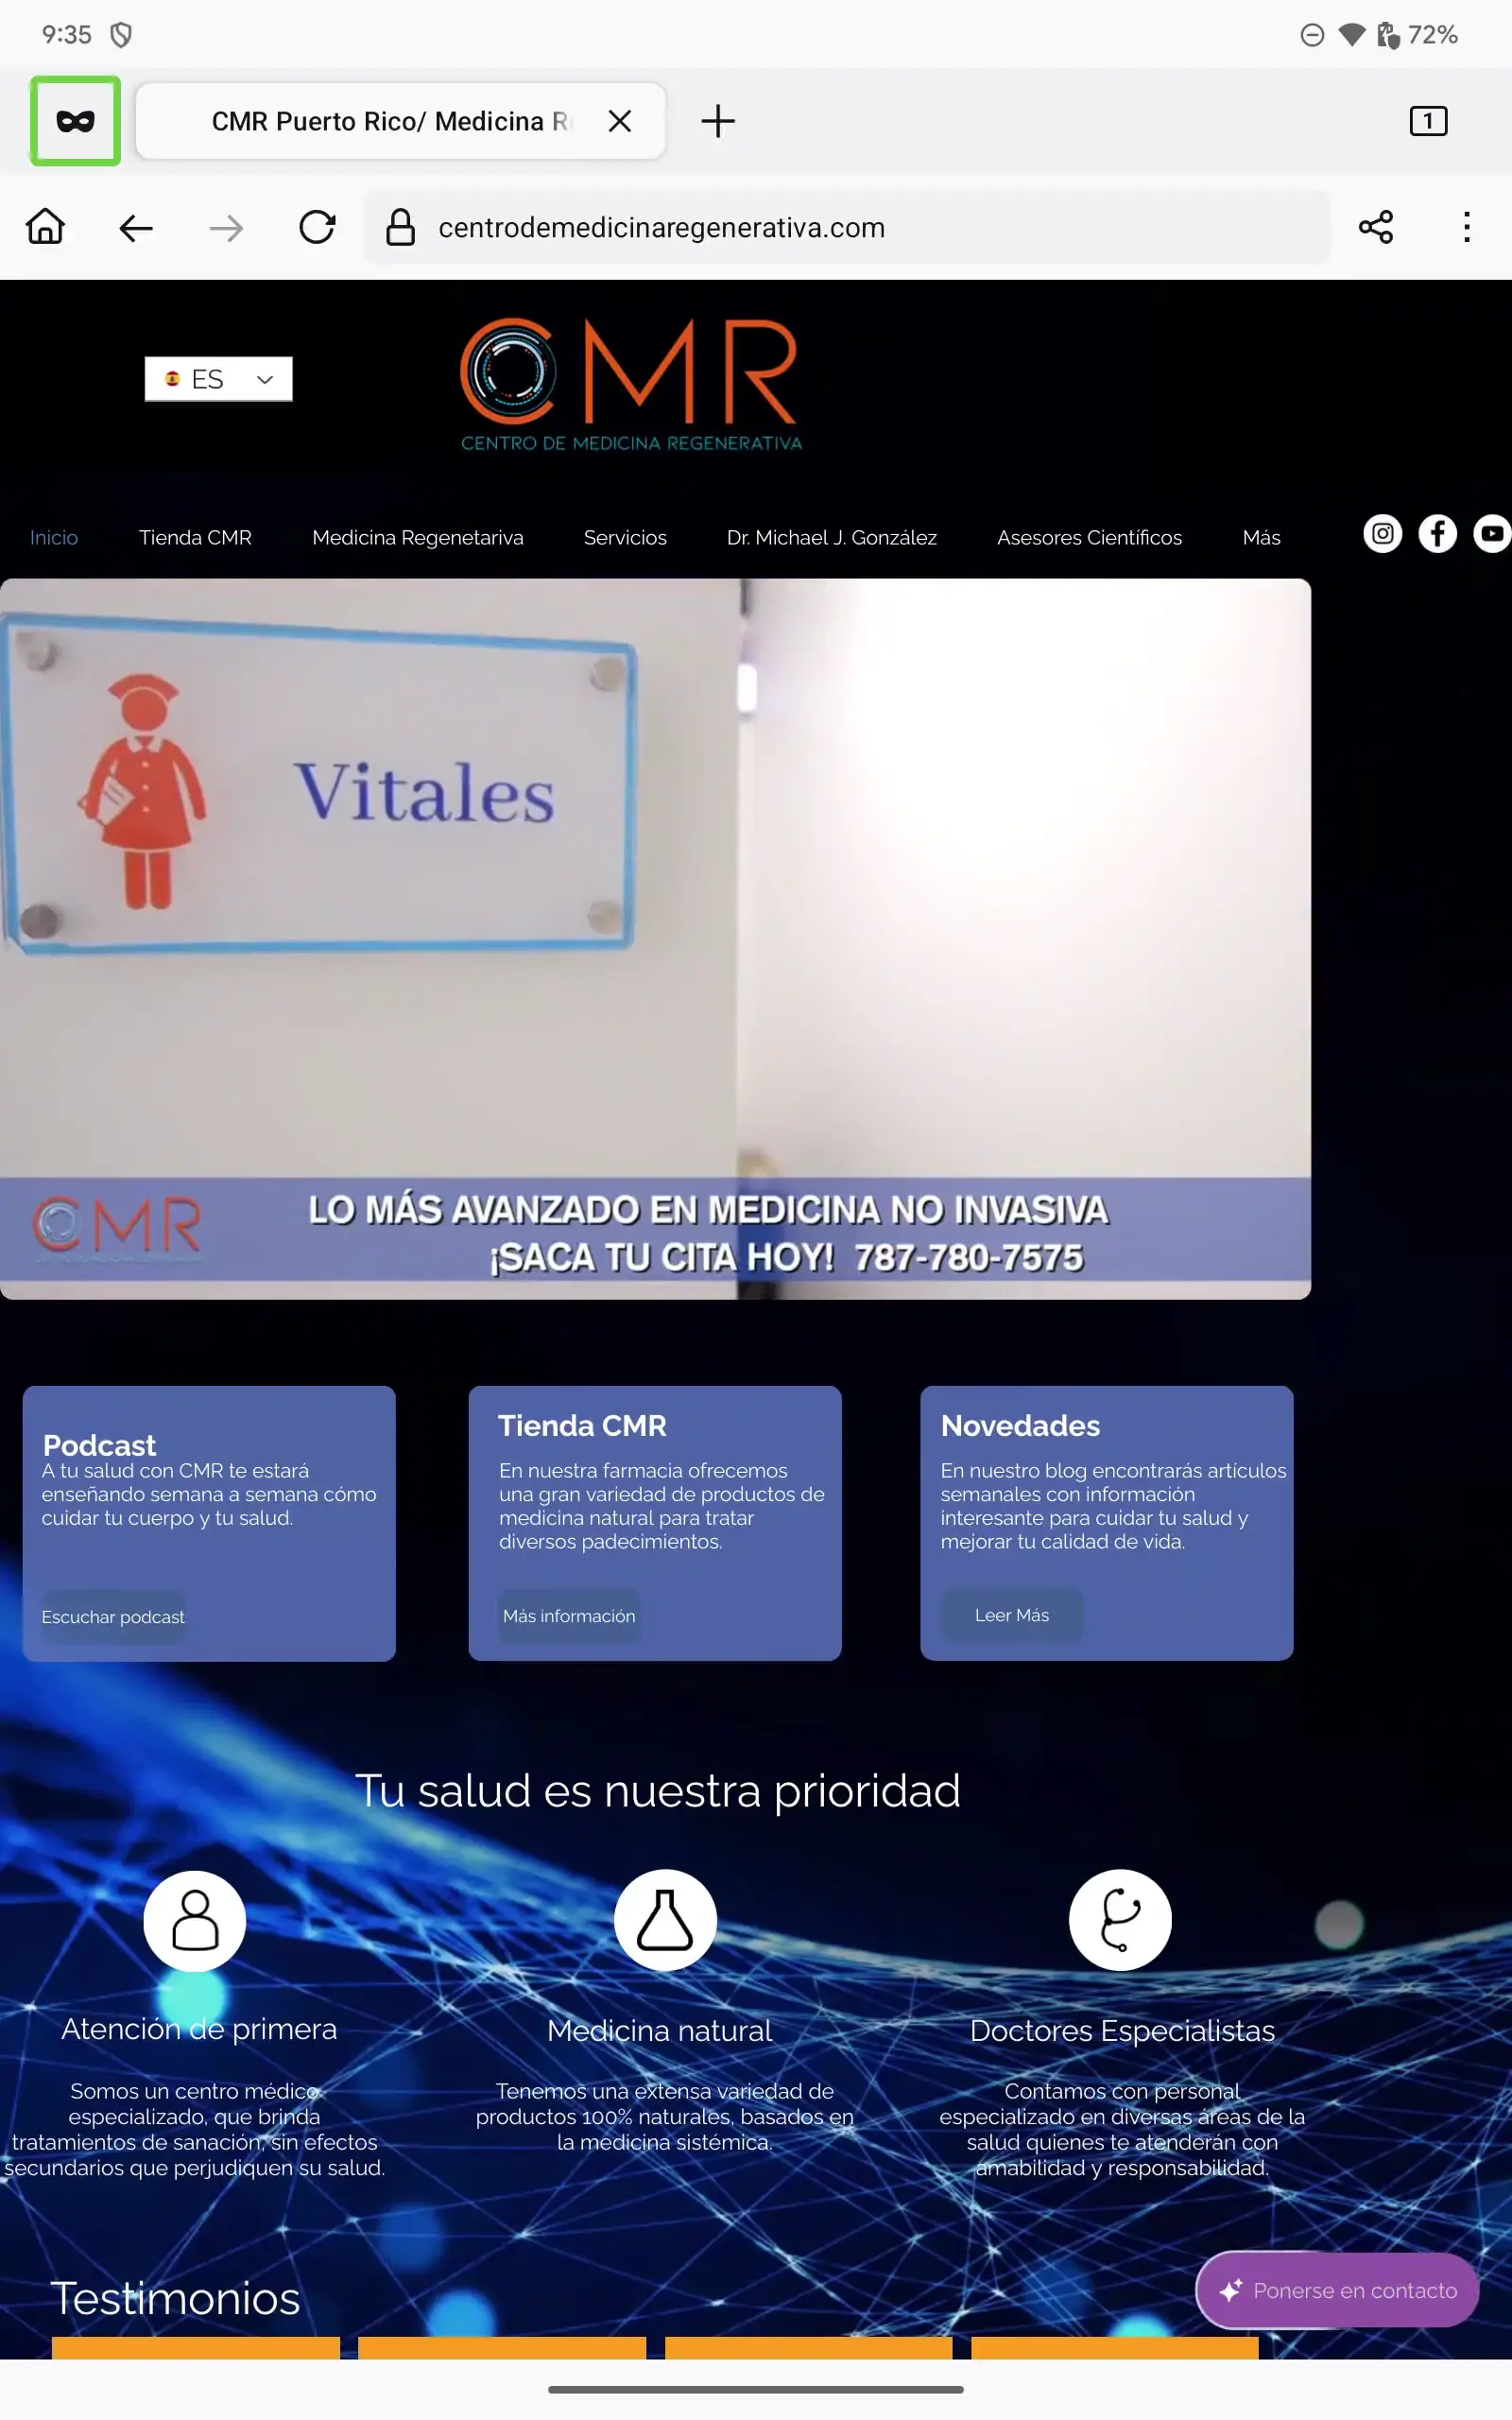 9:35
72%
CMR Puerto Rico/ Medicina R
1
centrodemedicinaregenerativa.com
ES
CMR
CENTRO DE MEDICINA REGENERATIVA
Inicio Tienda CMR Medicina Regenetariva Servicios Dr. Michael J. González Asesores Científicos Más
Vitales
CMR
LO MÁS AVANZADO EN MEDICINA NO INVASIVA
¡SACA TU CITA HOY! 787-780-7575
Podcast
A tu salud con CMR te estará
enseñando semana a semana cómo
cuidar tu cuerpo y tu salud.
Escuchar podcast
Tienda CMR
En nuestra farmacia ofrecemos
una gran variedad de productos de
medicina natural para tratar
diversos padecimientos.
Más información
Novedades
En nuestro blog encontrarás artículos
semanales con información
interesante para cuidar tu salud y
mejorar tu calidad de vida.
Leer Más
Tu salud es nuestra prioridad
Atención de primera
Somos un centro médico
especializado, que brinda
tratamientos de sanación, sin efectos
secundarios que perjudiquen su salud.
Medicina natural
Tenemos una extensa variedad de
productos 100% naturales, basados en
la medicina sistémica.
Doctores Especialistas
Contamos con personal
especializado en diversas áreas de la
salud quienes te atenderán con
amabilidad y responsabilidad.
Testimonios
Ponerse en contacto